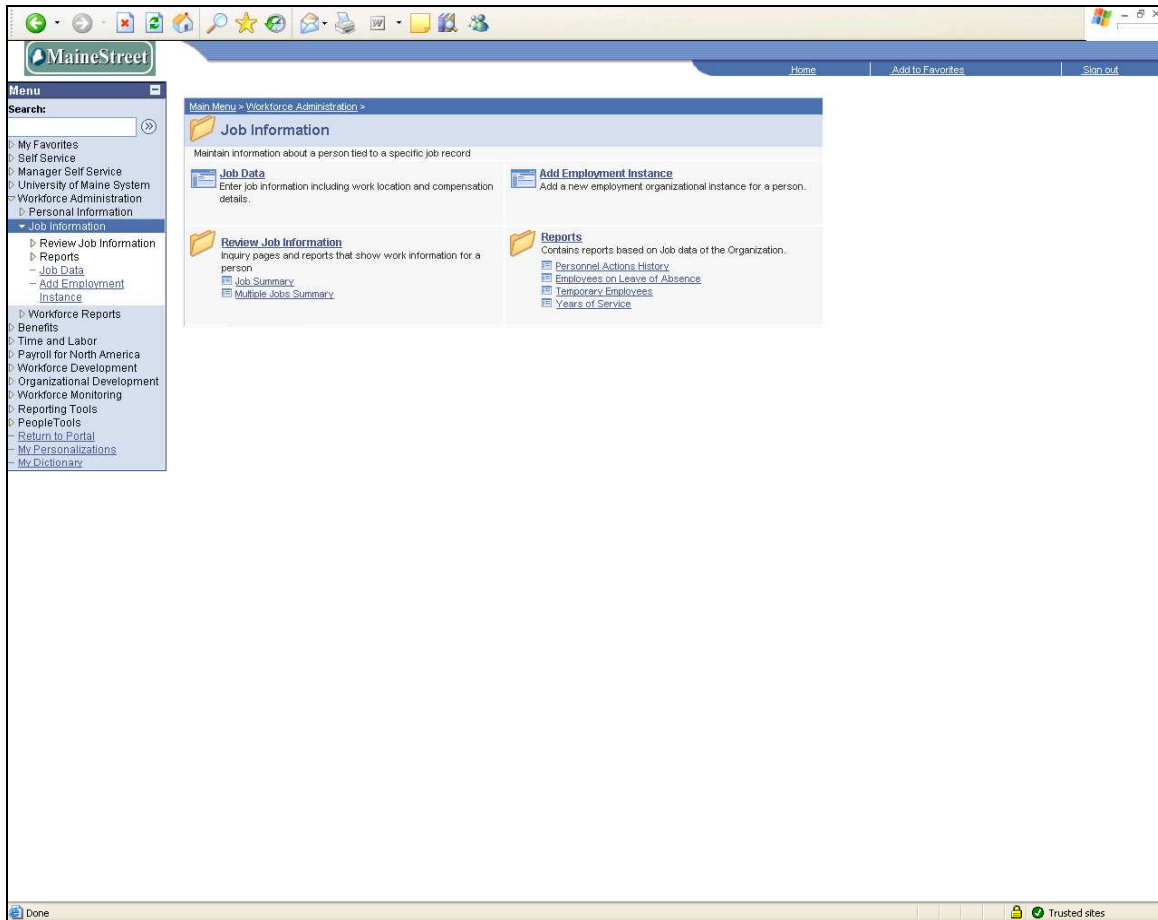 MaineStreet
Home
Add to Favorites
Sign out
Menu
Search:
My Favorites
Self Service
Manager Self Service
University of Maine System
Workforce Administration
Personal Information
Job Information
Review Job Information
Reports
Job Data
Add Employment
Instance
Workforce Reports
Benefits
Time and Labor
Payroll for North America
Workforce Development
Organizational Development
Workforce Monitoring
Reporting Tools
PeopleTools
Return to Portal
My Personalizations
My Dictionary
Main Menu > Workforce Administration >
Job Information
Maintain information about a person tied to a specific job record
Job Data
Enter job information including work location and compensation
details.
Add Employment Instance
Add a new employment organizational instance for a person.
Review Job Information
Inquiry pages and reports that show work information for a
person
Job Summary
Multiple Jobs Summary
Reports
Contains reports based on Job data of the Organization.
Personnel Actions History
Employees on Leave of Absence
Temporary Employees
Years of Service
Done
Trusted sites